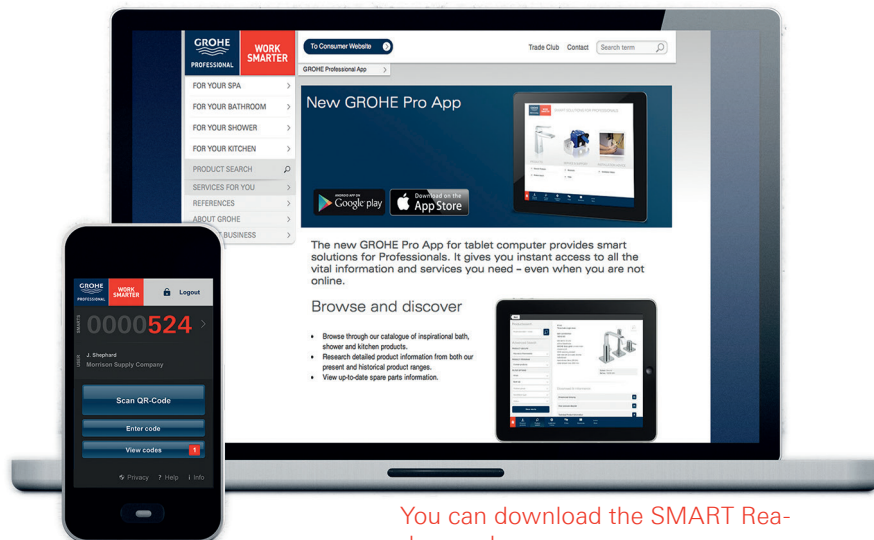 GROHE
PROFESSIONAL
WORK
SMARTER
To Consumer Website
Trade Club Contact Search term
GROHE Professional App
FOR YOUR SPA
FOR YOUR BATHROOM
FOR YOUR SHOWER
FOR YOUR KITCHEN
PRODUCT SEARCH
SERVICES FOR YOU
REFERENCES
ABOUT GROHE
BUSINESS
New GROHE Pro App
ANDROID APP ON
Google play
Download on the
App Store
The new GROHE Pro App for tablet computer provides smart
solutions for Professionals. It gives you instant access to all the
vital information and services you need – even when you are not
online.
Browse and discover
• Browse through our catalogue of inspirational bath,
shower and kitchen products.
• Research detailed product information from both our
present and historical product ranges.
• View up-to-date spare parts information.
GROHE
PROFESSIONAL
WORK
SMARTER
Logout
SMARTS
0000524
USER
J. Shephard
Morrison Supply Company
Scan QR-Code
Enter code
View codes 1
Privacy ? Help i Info
You can download the SMART Rea-